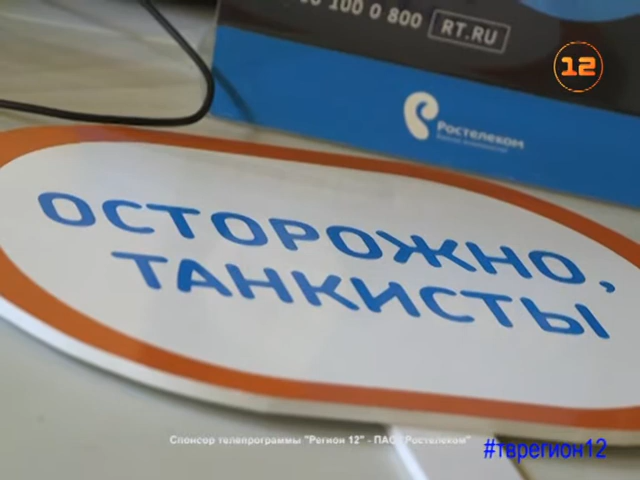 100 0 800 RT.RU
12
Ростелеком
ОСТОРОЖНО,
ТАНКИСТЫ
Спонсор телепрограммы "Регион 12" - ПАО "Ростелеком"
#тврегион12